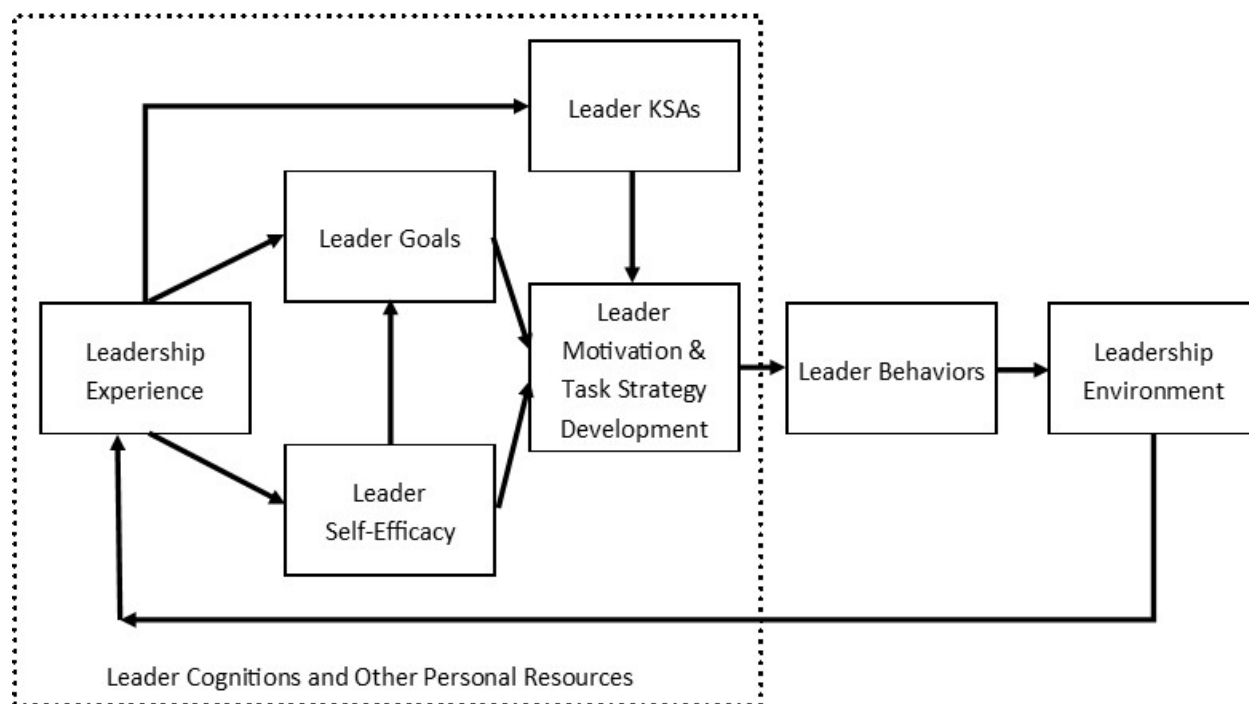 Leader KSAs
Leader Goals
Leadership
Experience
Leader
Motivation &
Task Strategy
Development
Leader Behaviors
Leadership
Environment
Leader
Self-Efficacy
Leader Cognitions and Other Personal Resources